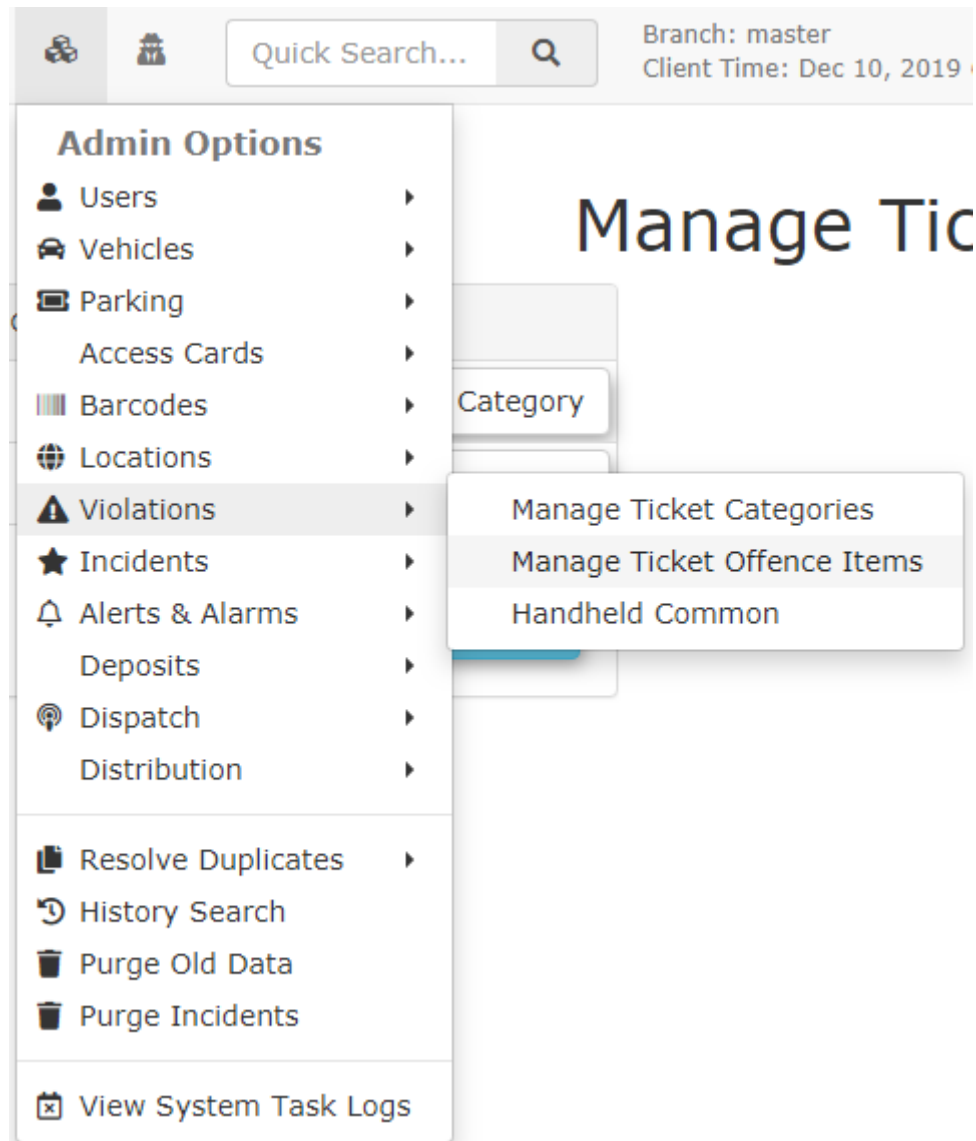 Quick Search...
Branch: master
Client Time: Dec 10, 2019
Admin Options
Users
Vehicles
Parking
Access Cards
Barcodes
Locations
Violations
Incidents
Alerts & Alarms
Deposits
Dispatch
Distribution
Resolve Duplicates
History Search
Purge Old Data
Purge Incidents
View System Task Logs
Manage Tic
Category
Manage Ticket Categories
Manage Ticket Offence Items
Handheld Common